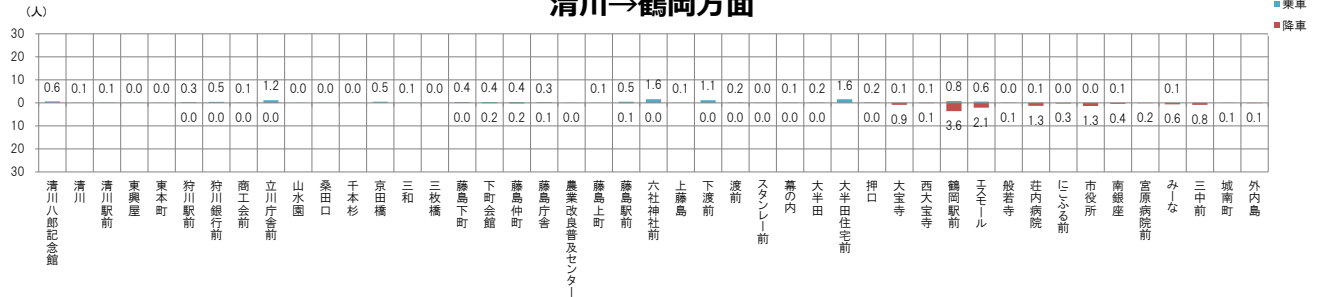 清川→鶴岡方面
（人）
■乗車
■降車
30
20
10
0
10
20
30
0.6 0.1 0.1 0.0 0.0 0.3 0.5 0.1 1.2 0.0 0.0 0.0 0.5 0.1 0.0 0.4 0.4 0.4 0.3 0.1 0.5 1.6 0.1 1.1 0.2 0.0 0.1 0.2 1.6 0.2 0.1 0.1 0.8 0.6 0.0 0.1 0.0 0.0 0.1 0.1
0.0 0.0 0.0 0.0 0.0 0.2 0.2 0.1 0.0 0.1 0.0 0.0 0.0 0.0 0.0 0.0 0.0 0.9 0.1 3.6 2.1 0.1 1.3 0.3 1.3 0.4 0.2 0.6 0.8 0.1 0.1
清川八郎記念館
清川
清川駅前
東興屋
東本町
狩川駅前
狩川銀行前
商工会前
立川庁舎前
山水園
桑田口
千本杉
京田橋
三和
三枚橋
藤島下町
下町会館
藤島仲町
藤島庁舎
農業改良普及センター
藤島上町
藤島駅前
六社神社前
上藤島
下渡前
渡前
スタンレー前
幕の内
大半田
大半田住宅前
押口
大宝寺
西大宝寺
鶴岡駅前
エスモール
般若寺
荘内病院
にこふる前
市役所
南銀座
宮原病院前
みーな
三中前
城南町
外内島